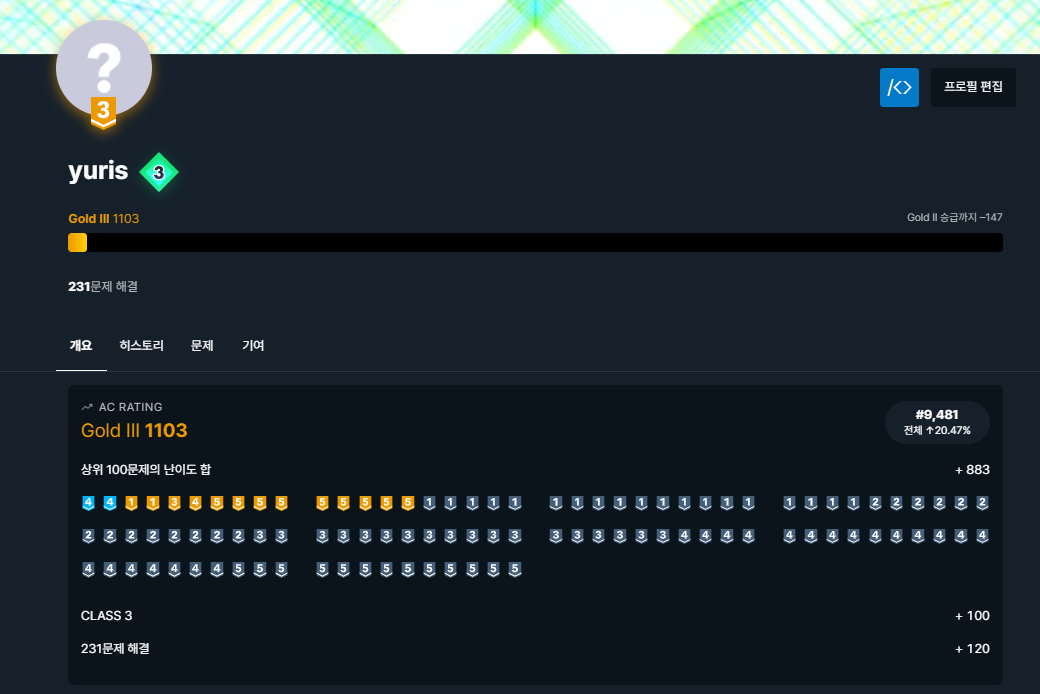 ?
3
/<>
프로필 편집
yuris 3
Gold III 1103
Gold II 승급까지 −147
231문제 해결
개요 히스토리 문제 기여
AC RATING
Gold III 1103
#9,481
전체 ↑20.47%
상위 100문제의 난이도 합
+ 883
4 4 1 1 3 4 5 5 5 5 5 5 5 5 5 1 1 1 1 1 1 1 1 1 1 1 1 1 1 1 1 1 1 1 2 2 2 2 2 2
2 2 2 2 2 2 2 2 3 3 3 3 3 3 3 3 3 3 3 3 3 3 3 3 3 3 4 4 4 4 4 4 4 4 4 4 4 4 4 4
4 4 4 4 4 4 4 5 5 5 5 5 5 5 5 5 5 5 5 5
CLASS 3
+ 100
231문제 해결
+ 120